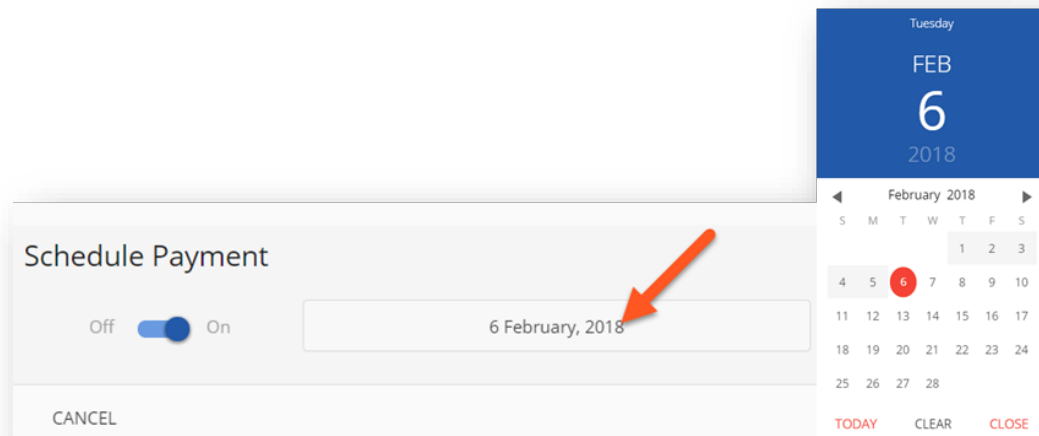 Schedule Payment
Off On
6 February, 2018
CANCEL
Tuesday
FEB
6
2018
February 2018
S M T W T F S
1 2 3
4 5 6 7 8 9 10
11 12 13 14 15 16 17
18 19 20 21 22 23 24
25 26 27 28
TODAY CLEAR CLOSE